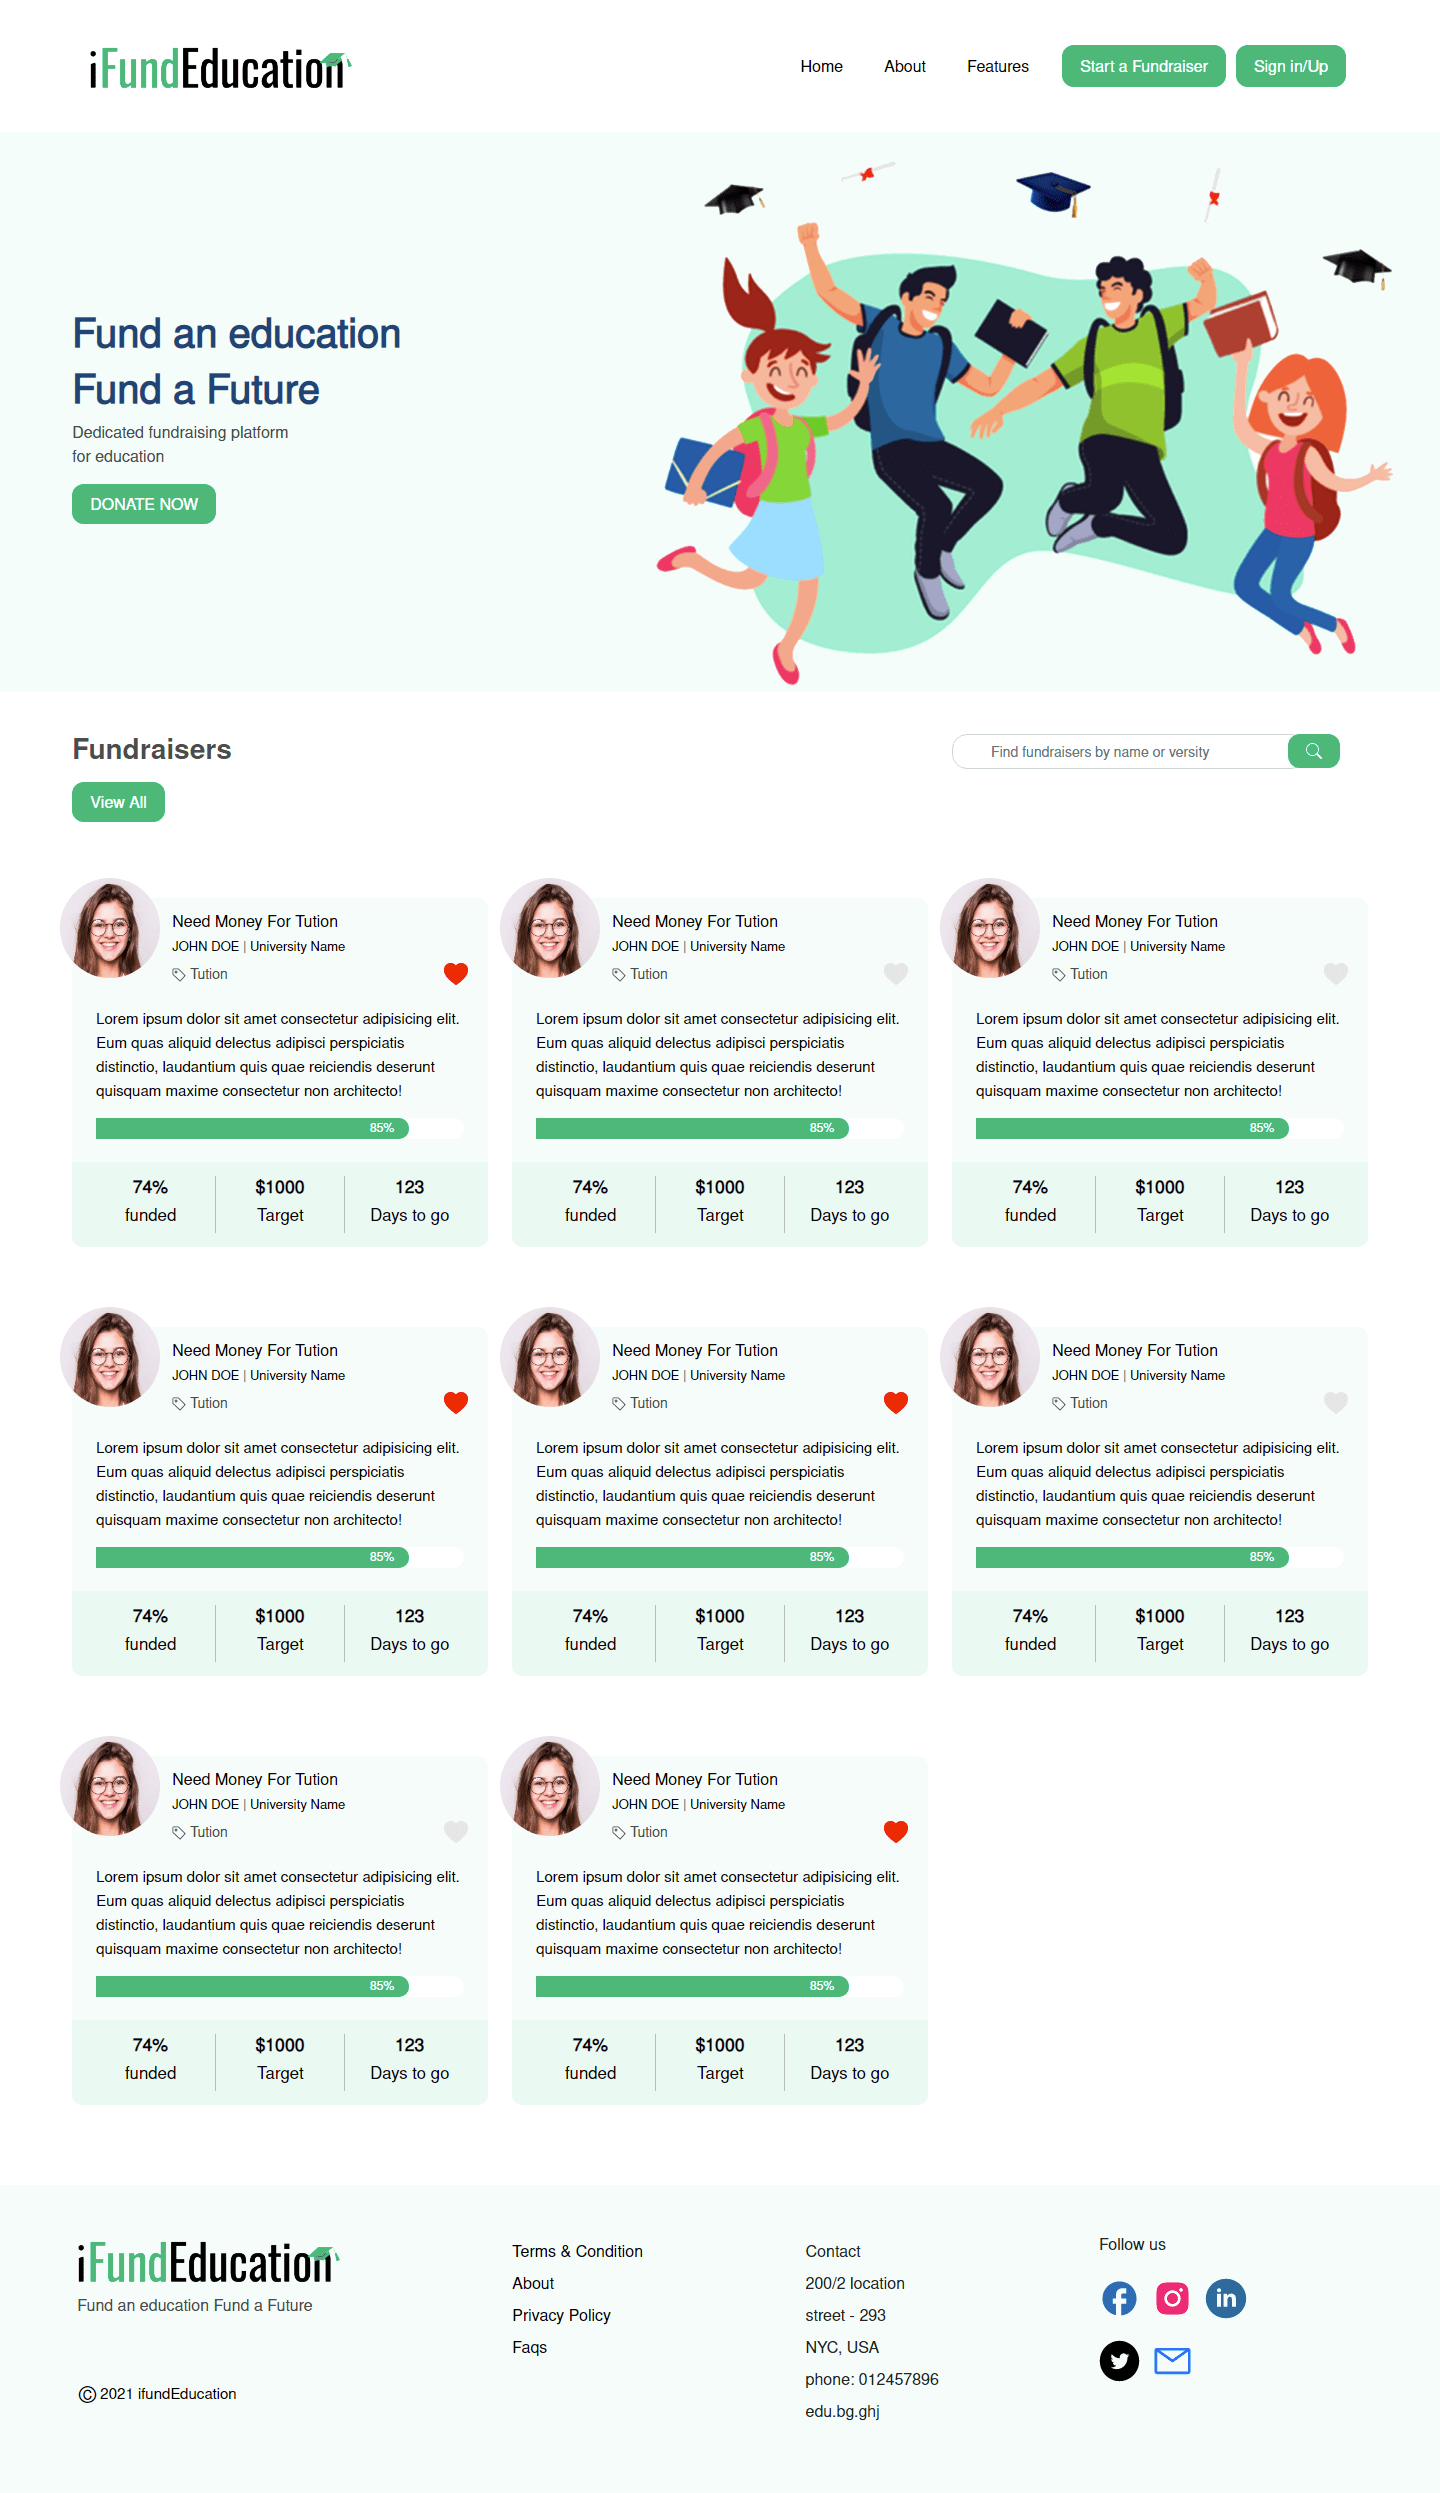 iFundEducation
Home
About
Features
Start a Fundraiser
Sign in/Up
Fund an education
Fund a Future
Dedicated fundraising platform
for education
DONATE NOW
Fundraisers
Find fundraisers by name or versity
View All
Need Money For Tution
JOHN DOE | University Name
Tution
Lorem ipsum dolor sit amet consectetur adipisicing elit.
Eum quas aliquid delectus adipisci perspiciatis
distinctio, laudantium quis quae reiciendis deserunt
quisquam maxime consectetur non architecto!
85%
74%
funded
$1000
Target
123
Days to go
Need Money For Tution
JOHN DOE | University Name
Tution
Lorem ipsum dolor sit amet consectetur adipisicing elit.
Eum quas aliquid delectus adipisci perspiciatis
distinctio, laudantium quis quae reiciendis deserunt
quisquam maxime consectetur non architecto!
85%
74%
funded
$1000
Target
123
Days to go
Need Money For Tution
JOHN DOE | University Name
Tution
Lorem ipsum dolor sit amet consectetur adipisicing elit.
Eum quas aliquid delectus adipisci perspiciatis
distinctio, laudantium quis quae reiciendis deserunt
quisquam maxime consectetur non architecto!
85%
74%
funded
$1000
Target
123
Days to go
Need Money For Tution
JOHN DOE | University Name
Tution
Lorem ipsum dolor sit amet consectetur adipisicing elit.
Eum quas aliquid delectus adipisci perspiciatis
distinctio, laudantium quis quae reiciendis deserunt
quisquam maxime consectetur non architecto!
85%
74%
funded
$1000
Target
123
Days to go
Need Money For Tution
JOHN DOE | University Name
Tution
Lorem ipsum dolor sit amet consectetur adipisicing elit.
Eum quas aliquid delectus adipisci perspiciatis
distinctio, laudantium quis quae reiciendis deserunt
quisquam maxime consectetur non architecto!
85%
74%
funded
$1000
Target
123
Days to go
Need Money For Tution
JOHN DOE | University Name
Tution
Lorem ipsum dolor sit amet consectetur adipisicing elit.
Eum quas aliquid delectus adipisci perspiciatis
distinctio, laudantium quis quae reiciendis deserunt
quisquam maxime consectetur non architecto!
85%
74%
funded
$1000
Target
123
Days to go
Need Money For Tution
JOHN DOE | University Name
Tution
Lorem ipsum dolor sit amet consectetur adipisicing elit.
Eum quas aliquid delectus adipisci perspiciatis
distinctio, laudantium quis quae reiciendis deserunt
quisquam maxime consectetur non architecto!
85%
74%
funded
$1000
Target
123
Days to go
Need Money For Tution
JOHN DOE | University Name
Tution
Lorem ipsum dolor sit amet consectetur adipisicing elit.
Eum quas aliquid delectus adipisci perspiciatis
distinctio, laudantium quis quae reiciendis deserunt
quisquam maxime consectetur non architecto!
85%
74%
funded
$1000
Target
123
Days to go
iFundEducation
Fund an education Fund a Future
© 2021 ifundEducation
Terms & Condition
About
Privacy Policy
Faqs
Contact
200/2 location
street - 293
NYC, USA
phone: 012457896
edu.bg.ghj
Follow us